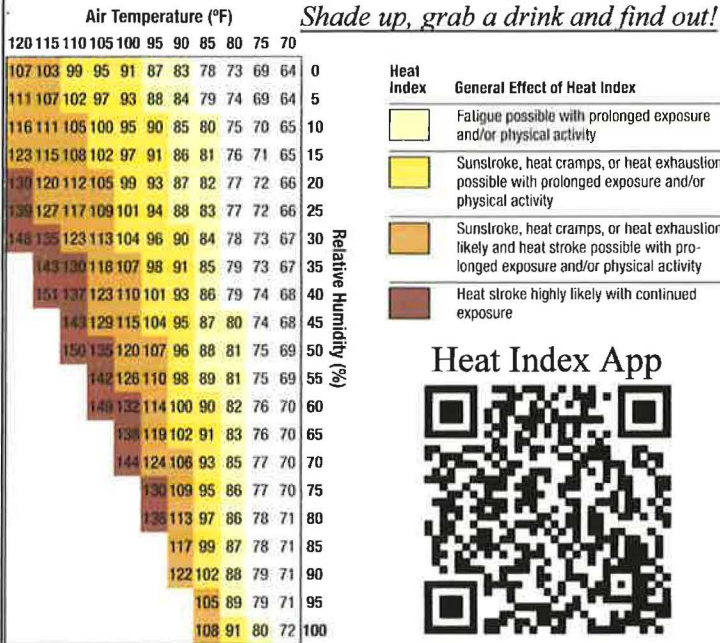 Air Temperature (ºF)
Shade up, grab a drink and find out!
120 115 110 105 100 95 90 85 80 75 70
107 103 99 95 91 87 83 78 73 69 64 0
111 107 102 97 93 88 84 79 74 69 64 5
116 111 105 100 95 90 85 80 75 70 65 10
123 115 108 102 97 91 86 81 76 71 65 15
130 120 112 105 99 93 87 82 77 72 66 20
139 127 117 109 101 94 88 83 77 72 66 25
148 135 123 113 104 96 90 84 78 73 67 30
143 130 118 107 98 91 85 79 73 67 35
151 137 123 110 101 93 86 79 74 68 40
143 129 115 104 95 87 80 74 68 45
150 135 120 107 96 88 81 75 69 50
142 126 110 98 89 81 75 69 55
149 132 114 100 90 82 76 70 60
138 119 102 91 83 76 70 65
144 124 106 93 85 77 70 70
130 109 95 86 77 70 75
136 113 97 86 78 71 80
117 99 87 78 71 85
122 102 88 79 71 90
105 89 79 71 95
108 91 80 72 100
Relative Humidity (%)
Heat
Index General Effect of Heat Index
Fatigue possible with prolonged exposure
and/or physical activity
Sunstroke, heat cramps, or heat exhaustion
possible with prolonged exposure and/or
physical activity
Sunstroke, heat cramps, or heat exhaustion
likely and heat stroke possible with pro-
longed exposure and/or physical activity
Heat stroke highly likely with continued
exposure
Heat Index App